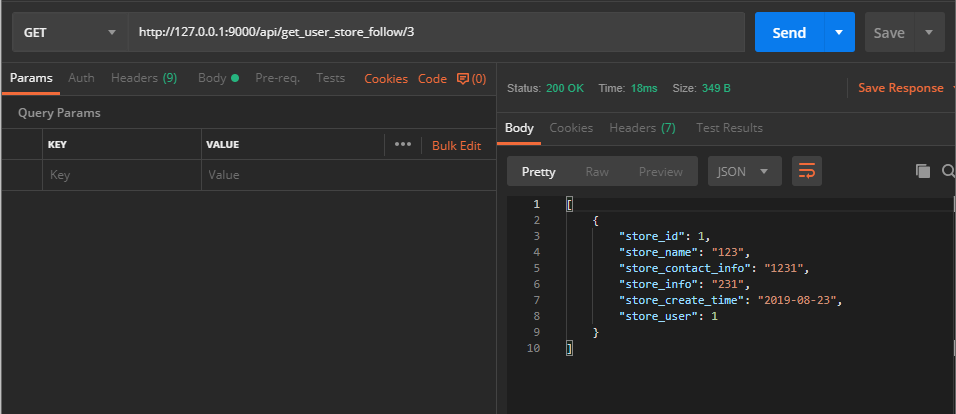 GET http://127.0.0.1:9000/api/get_user_store_follow/3 Send Save
Params Auth Headers (9) Body Pre-req. Tests Cookies Code (0)
Query Params
KEY VALUE ••• Bulk Edit
Key Value
Status: 200 OK Time: 18ms Size: 349 B Save Response
Body Cookies Headers (7) Test Results
Pretty Raw Preview JSON
1 [
2 {
3 "store_id": 1,
4 "store_name": "123",
5 "store_contact_info": "1231",
6 "store_info": "231",
7 "store_create_time": "2019-08-23",
8 "store_user": 1
9 }
10 ]